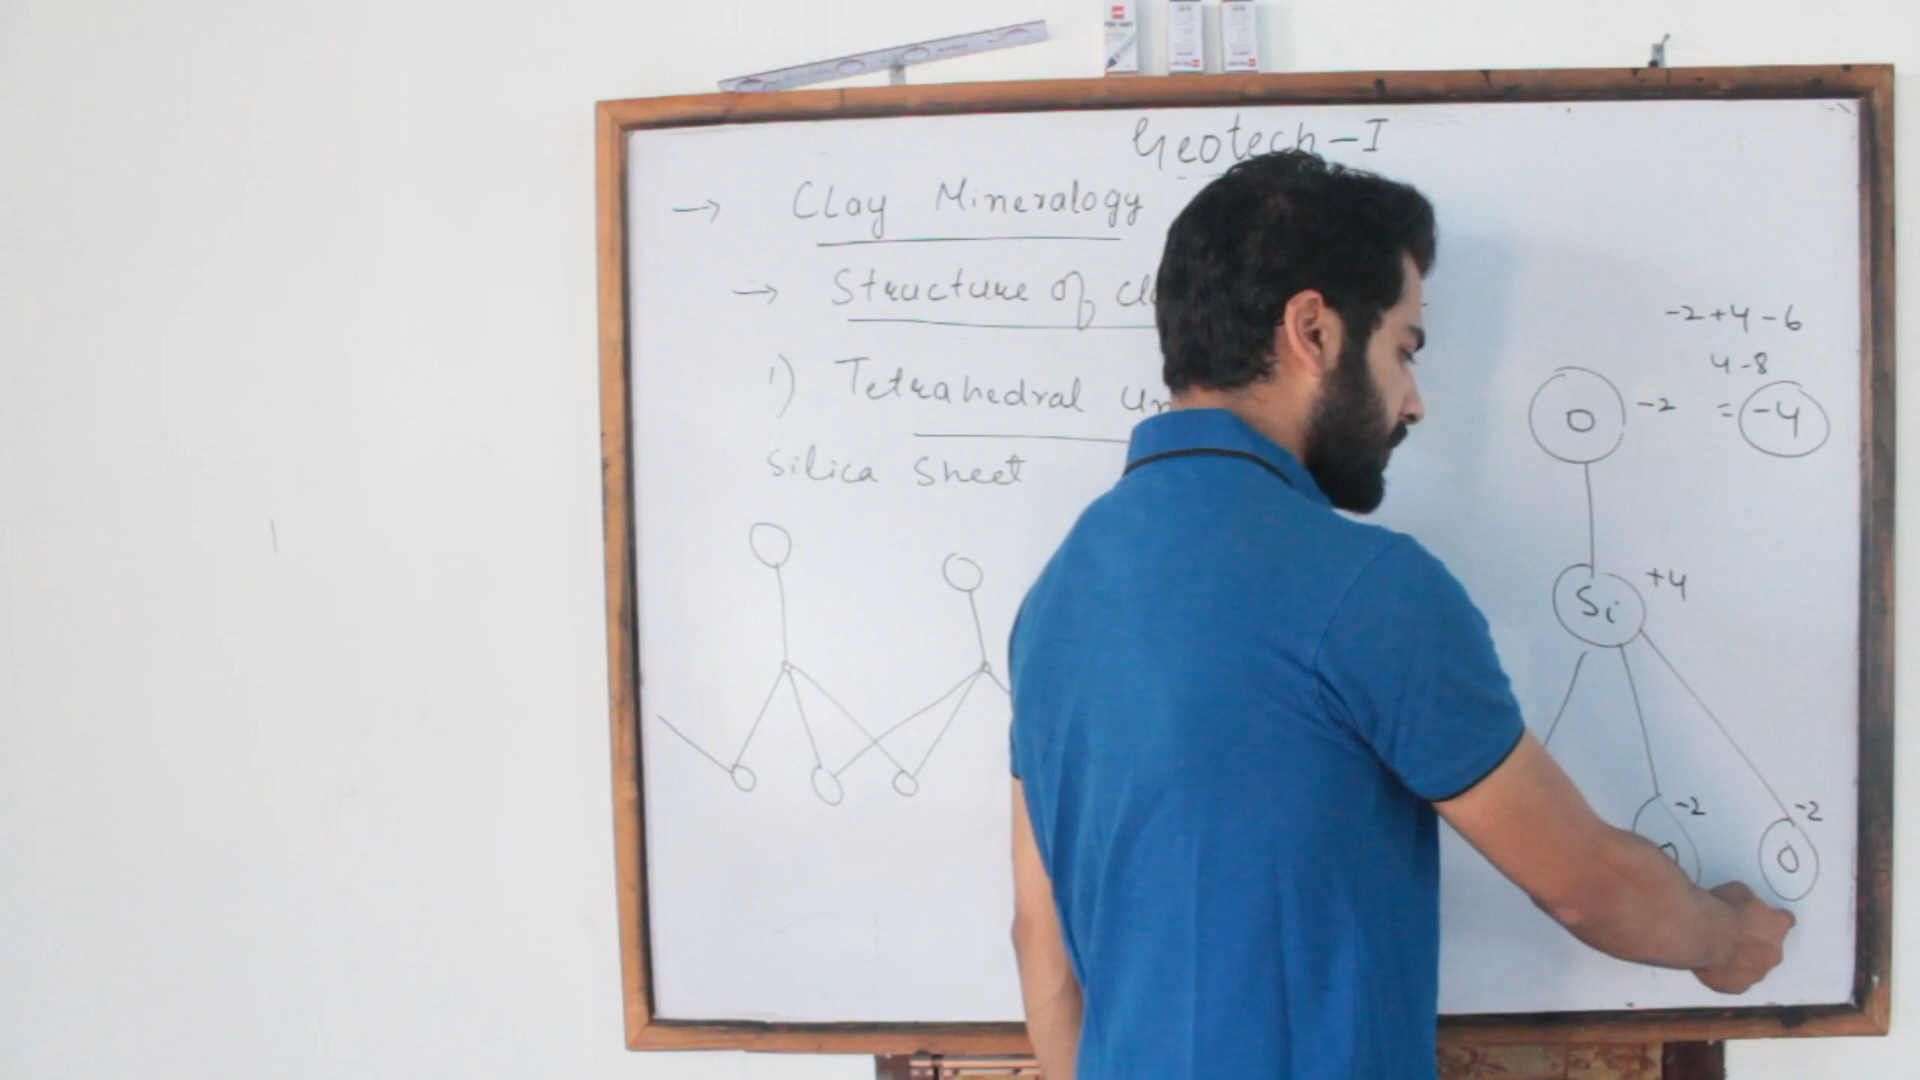 Geotech-I
→ Clay Mineralogy
→ Structure of
1) Tetrahedral
Silica Sheet
-2+4-6
4-8
= -4
O -2
Si +4
-2 -2
O O